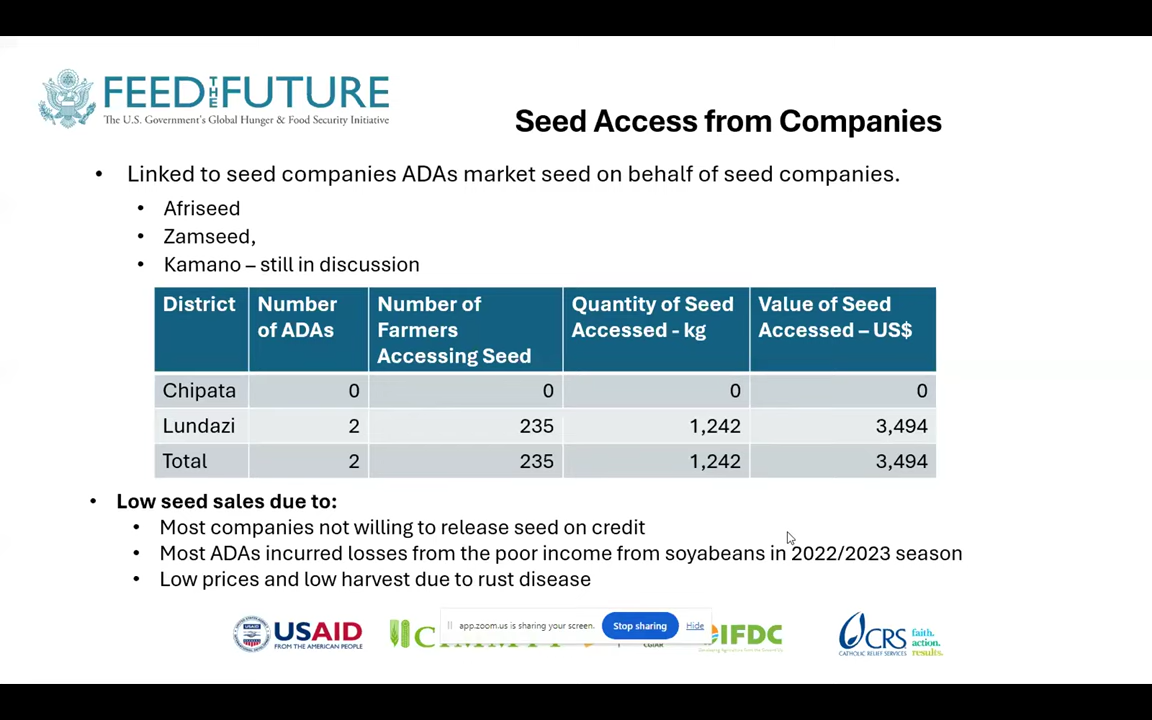 FEED THE FUTURE
The U.S. Government's Global Hunger & Food Security Initiative
Seed Access from Companies
• Linked to seed companies ADAs market seed on behalf of seed companies.
• Afriseed
• Zamseed,
• Kamano – still in discussion
District Number of ADAs Number of Farmers Accessing Seed Quantity of Seed Accessed - kg Value of Seed Accessed – US$
Chipata 0 0 0 0
Lundazi 2 235 1,242 3,494
Total 2 235 1,242 3,494
• Low seed sales due to:
• Most companies not willing to release seed on credit
• Most ADAs incurred losses from the poor income from soyabeans in 2022/2023 season
• Low prices and low harvest due to rust disease
USAID
FROM THE AMERICAN PEOPLE
app.zoom.us is sharing your screen. Stop sharing Hide
IFDC
CRS
CATHOLIC RELIEF SERVICES
faith.
action.
results.